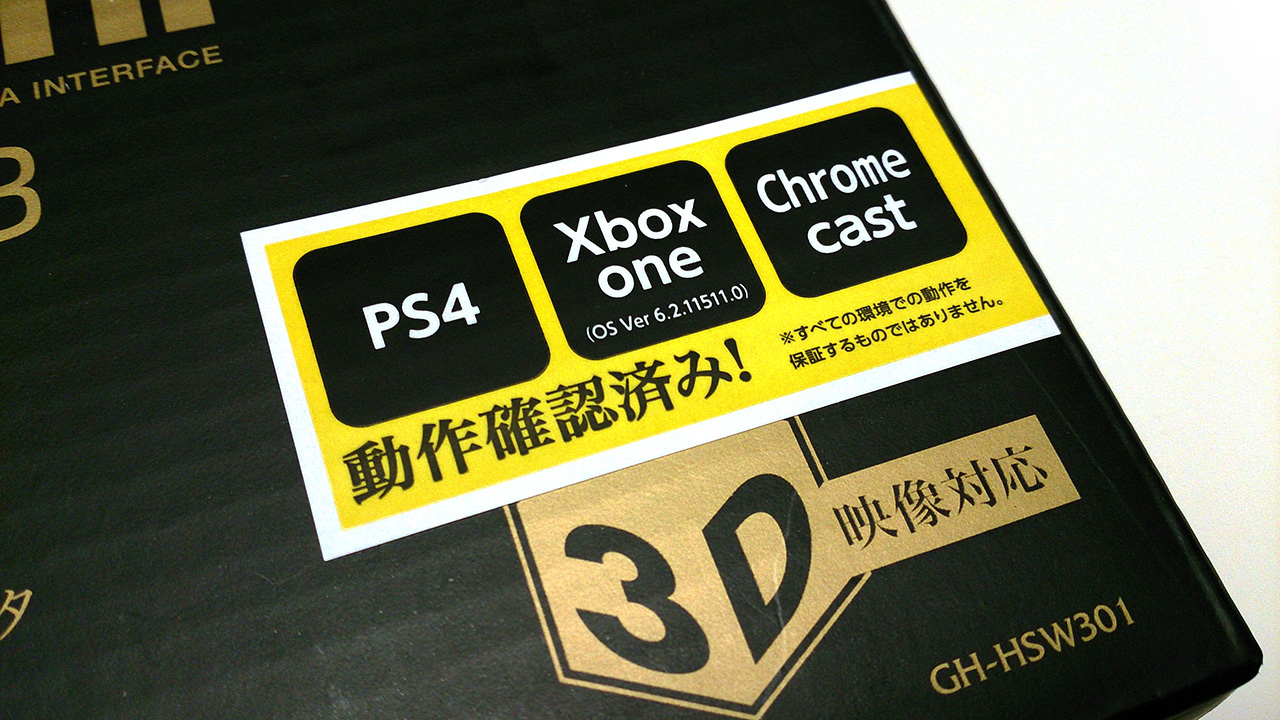 A INTERFACE
3
PS4
Xbox
one
(OS Ver 6.2.11511.0)
Chrome
cast
動作確認済み!
※すべての環境での動作を
保証するものではありません。
3D
映像対応
タ
GH-HSW301